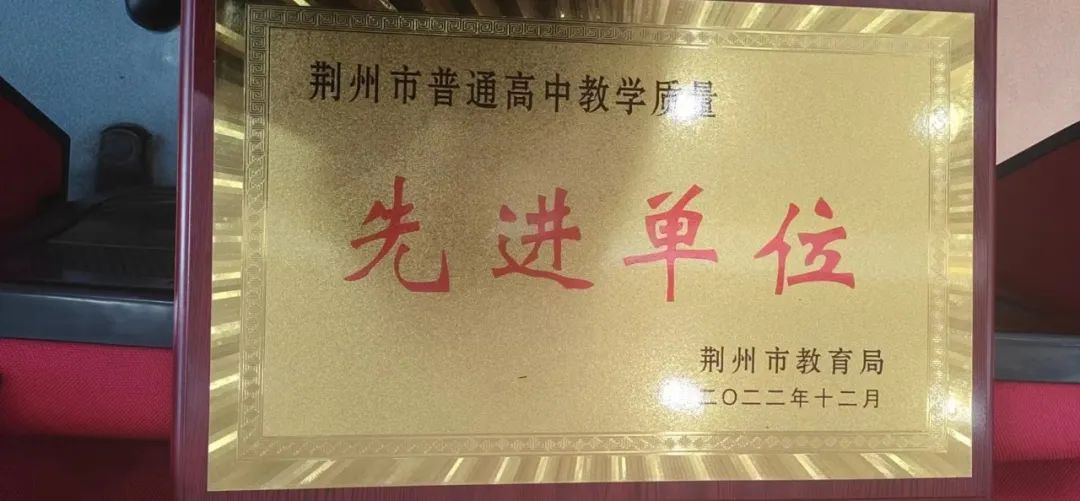 荆州市普通高中教学质量
先进单位
荆州市教育局
二〇二二年十二月